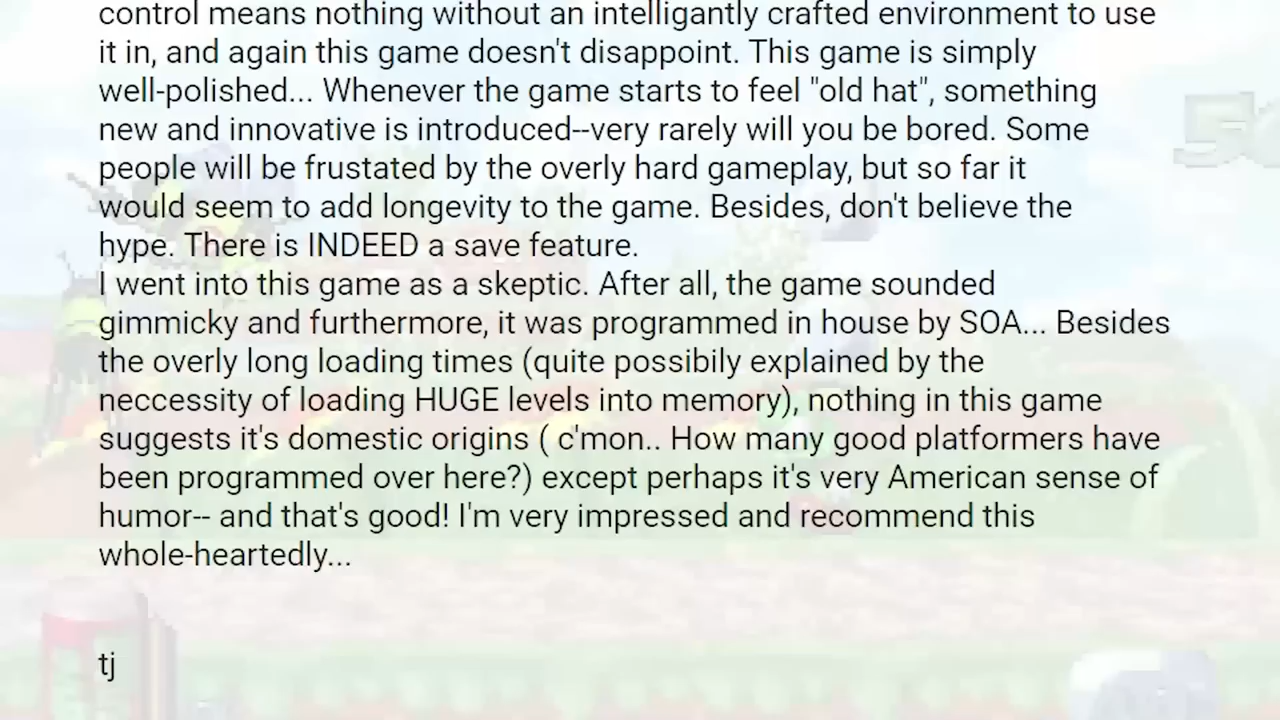 control means nothing without an intelligantly crafted environment to use
it in, and again this game doesn't disappoint. This game is simply
well-polished... Whenever the game starts to feel "old hat", something
new and innovative is introduced--very rarely will you be bored. Some
people will be frustated by the overly hard gameplay, but so far it
would seem to add longevity to the game. Besides, don't believe the
hype. There is INDEED a save feature.
I went into this game as a skeptic. After all, the game sounded
gimmicky and furthermore, it was programmed in house by SOA... Besides
the overly long loading times (quite possibily explained by the
neccessity of loading HUGE levels into memory), nothing in this game
suggests it's domestic origins ( c'mon.. How many good platformers have
been programmed over here?) except perhaps it's very American sense of
humor-- and that's good! I'm very impressed and recommend this
whole-heartedly...
tj